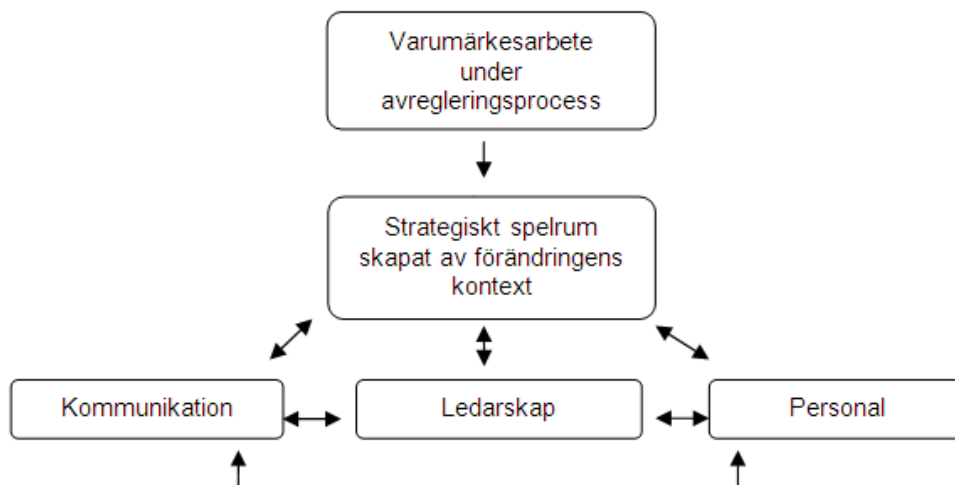 Varumärkesarbete
under
avregleringsprocess
Strategiskt spelrum
skapat av förändringens
kontext
Kommunikation
Ledarskap
Personal